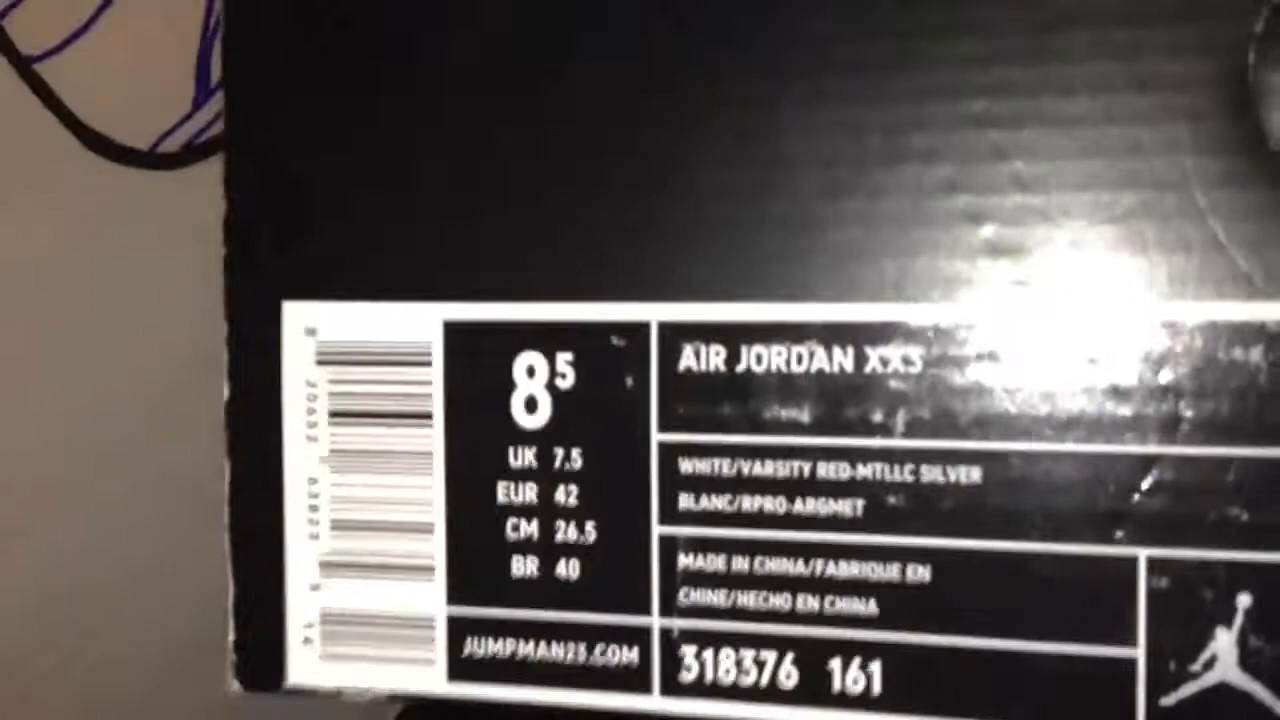 8⁵
UK 7.5
EUR 42
CM 26.5
BR 40
JUMPMAN23.COM
AIR JORDAN XX3
WHITE/VARSITY RED-MTLLC SILVER
BLANC/RPRO-ARGMET
MADE IN CHINA/FABRIQUE EN
CHINE/HECHO EN CHINA
318376 161